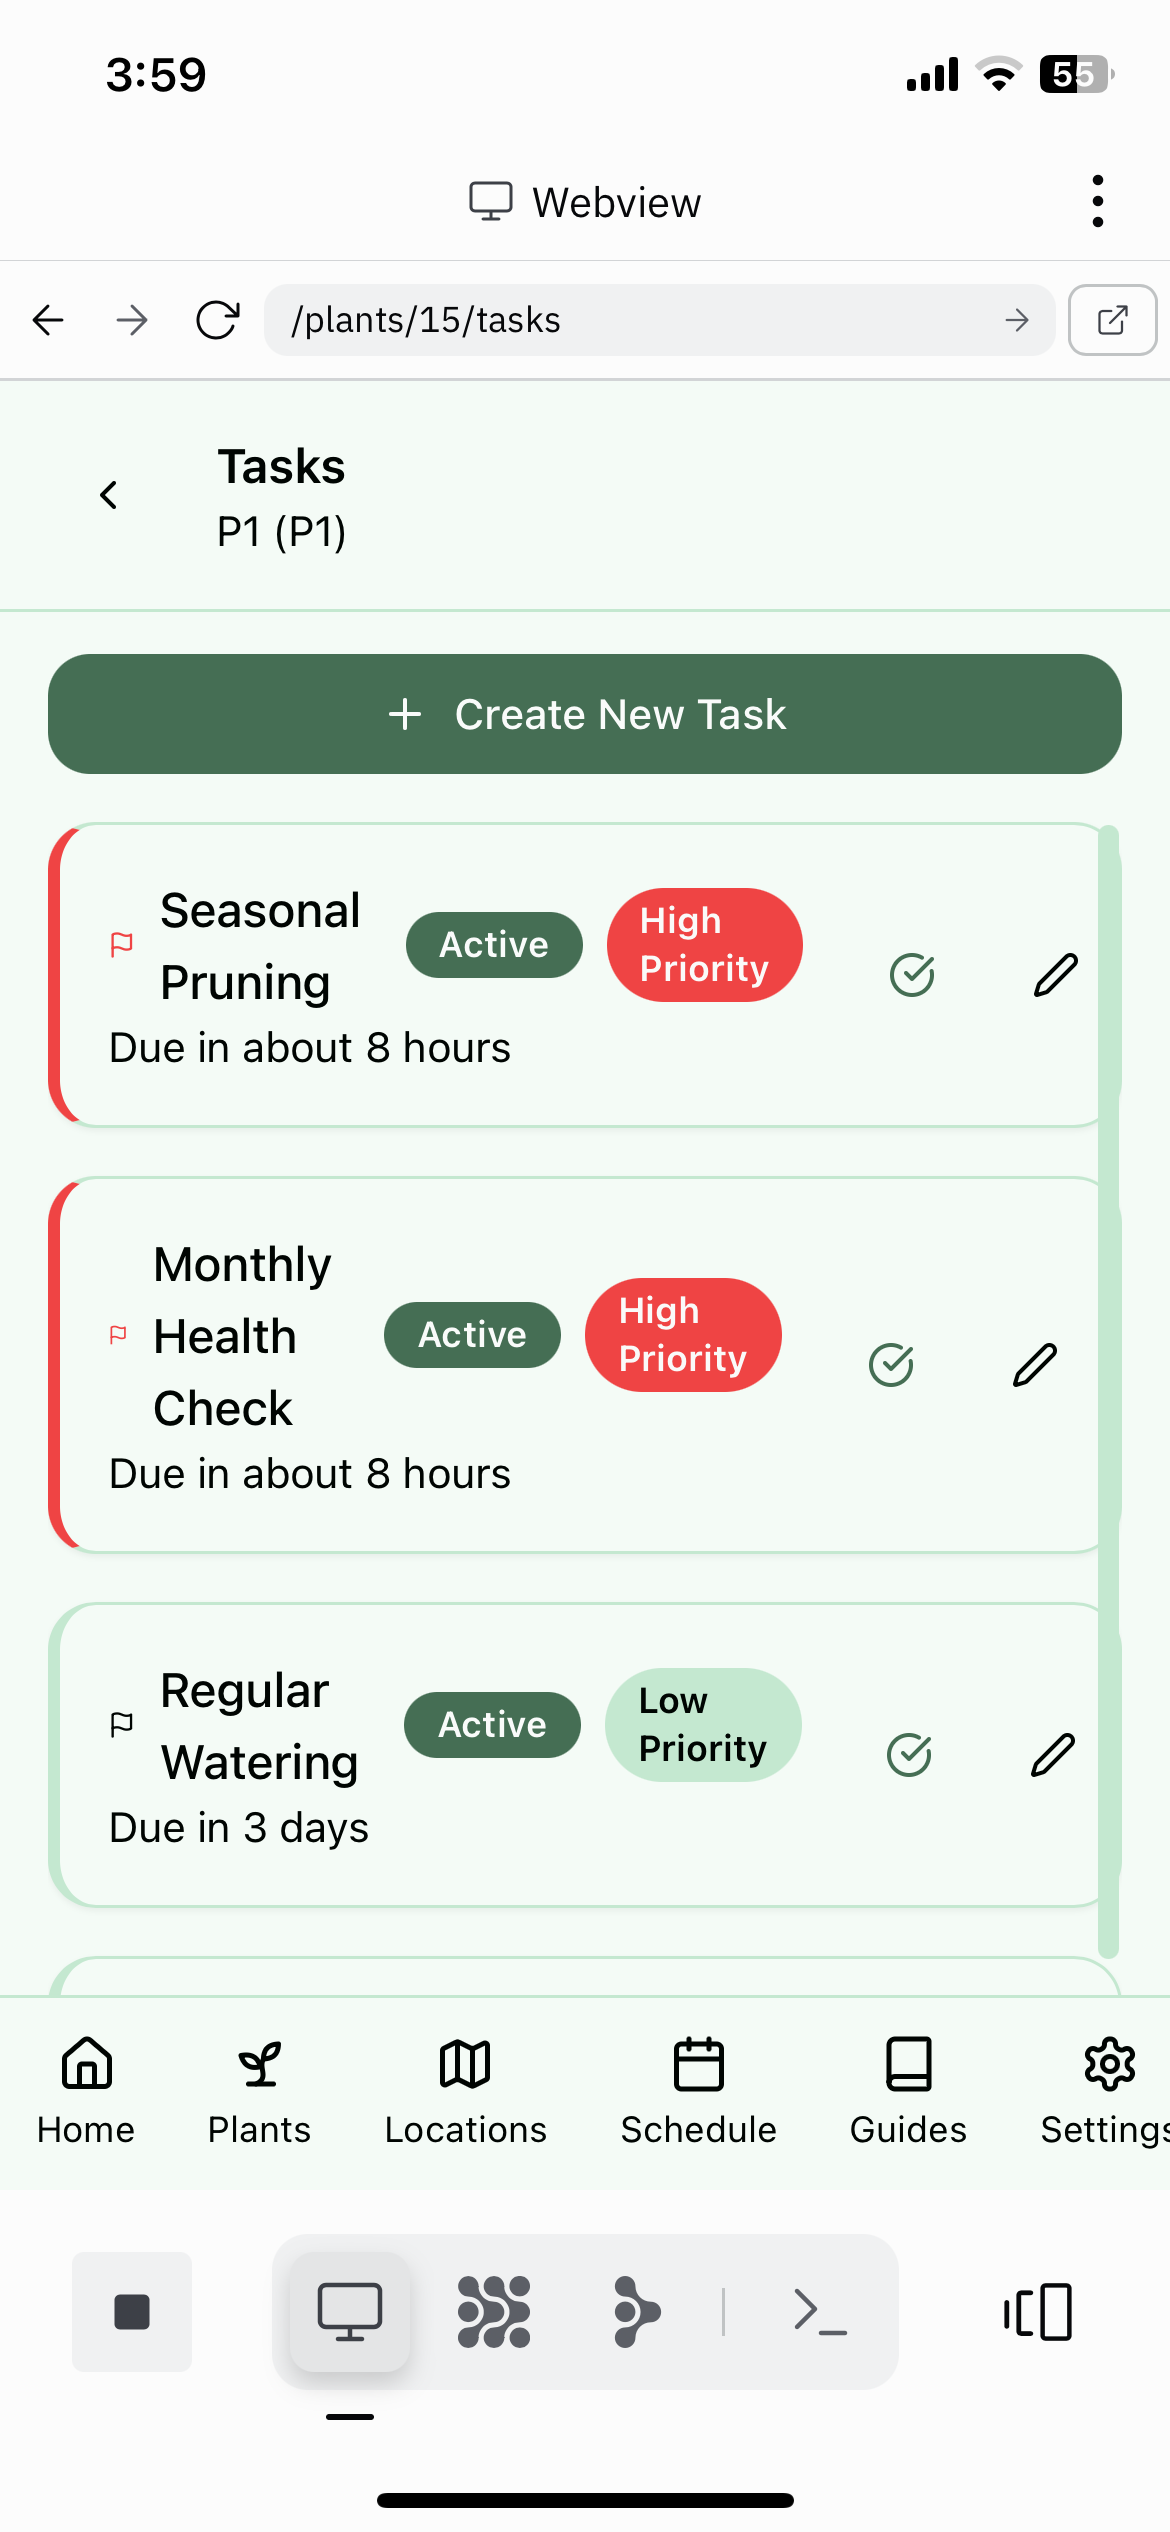 3:59
55
Webview
/plants/15/tasks
Tasks
P1 (P1)
Create New Task
Seasonal
Pruning
Active
High
Priority
Due in about 8 hours
Monthly
Health
Check
Active
High
Priority
Due in about 8 hours
Regular
Watering
Active
Low
Priority
Due in 3 days
Home
Plants
Locations
Schedule
Guides
Settings